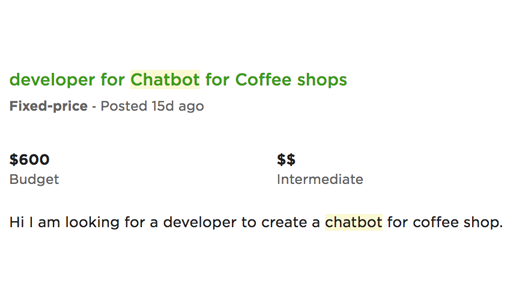 developer for Chatbot for Coffee shops
Fixed-price - Posted 15d ago
$600 $$
Budget Intermediate
Hi I am looking for a developer to create a chatbot for coffee shop.